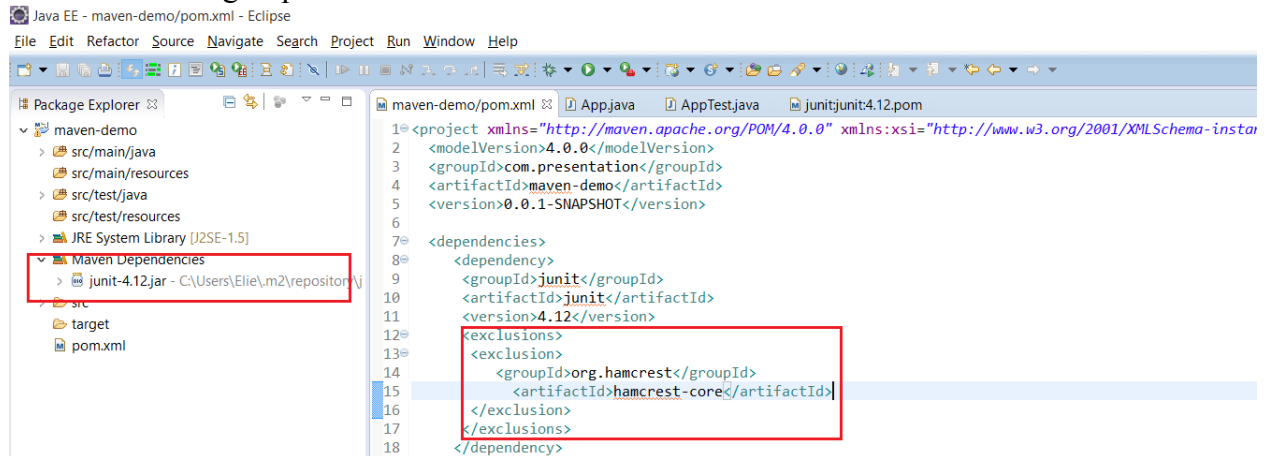 Java EE - maven-demo/pom.xml - Eclipse
File Edit Refactor Source Navigate Search Project Run Window Help
Package Explorer
maven-demo
src/main/java
src/main/resources
src/test/java
src/test/resources
JRE System Library [J2SE-1.5]
Maven Dependencies
junit-4.12.jar - C:\Users\Elie\.m2\repository\j
src
target
pom.xml
maven-demo/pom.xml App.java AppTest.java junit:junit:4.12.pom
1 <project xmlns="http://maven.apache.org/POM/4.0.0" xmlns:xsi="http://www.w3.org/2001/XMLSchema-instan
2 <modelVersion>4.0.0</modelVersion>
3 <groupId>com.presentation</groupId>
4 <artifactId>maven-demo</artifactId>
5 <version>0.0.1-SNAPSHOT</version>
6
7 <dependencies>
8 <dependency>
9 <groupId>junit</groupId>
10 <artifactId>junit</artifactId>
11 <version>4.12</version>
12 <exclusions>
13 <exclusion>
14 <groupId>org.hamcrest</groupId>
15 <artifactId>hamcrest-core</artifactId>
16 </exclusion>
17 </exclusions>
18 </dependency>